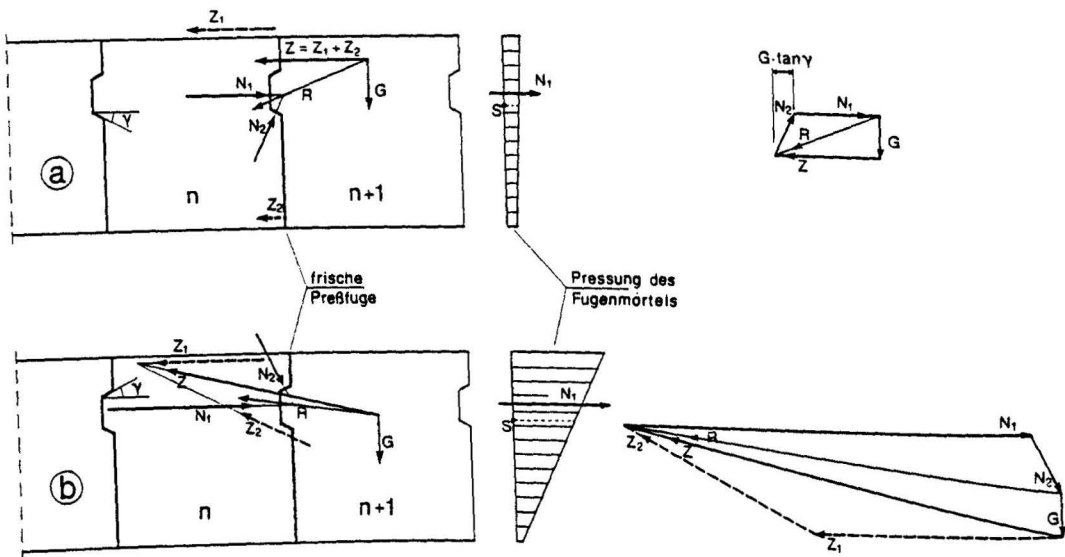 Z₁
Z = Z₁ + Z₂
N₁
R
G
N₂
γ
S
N₁
G·tanγ
N₂
N₁
R
G
Z
a
n
n+1
Z₂
frische
Preßfuge
Pressung des
Fugenmörtels
Z₁
N₂
Z
γ
N₁
R
Z₂
G
N₁
S
N₁
R
Z₂
Z
N₂
G
Z₁
b
n
n+1